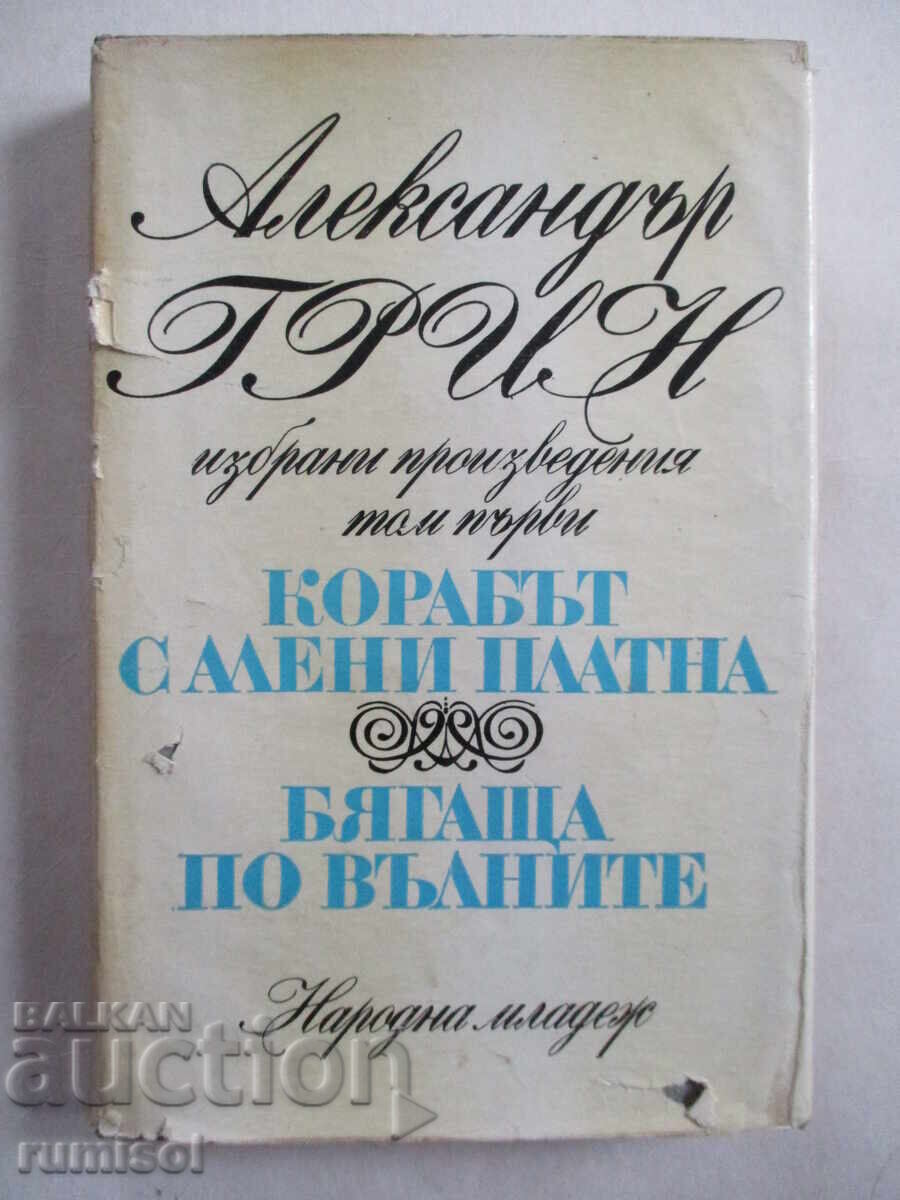 Александър
ГРИН
избрани произведения
том първи
КОРАБЪТ
С АЛЕНИ ПЛАТНА
БЯГАЩА
ПО ВЪЛНИТЕ
Народна младеж
BALKAN
auction
rumisol